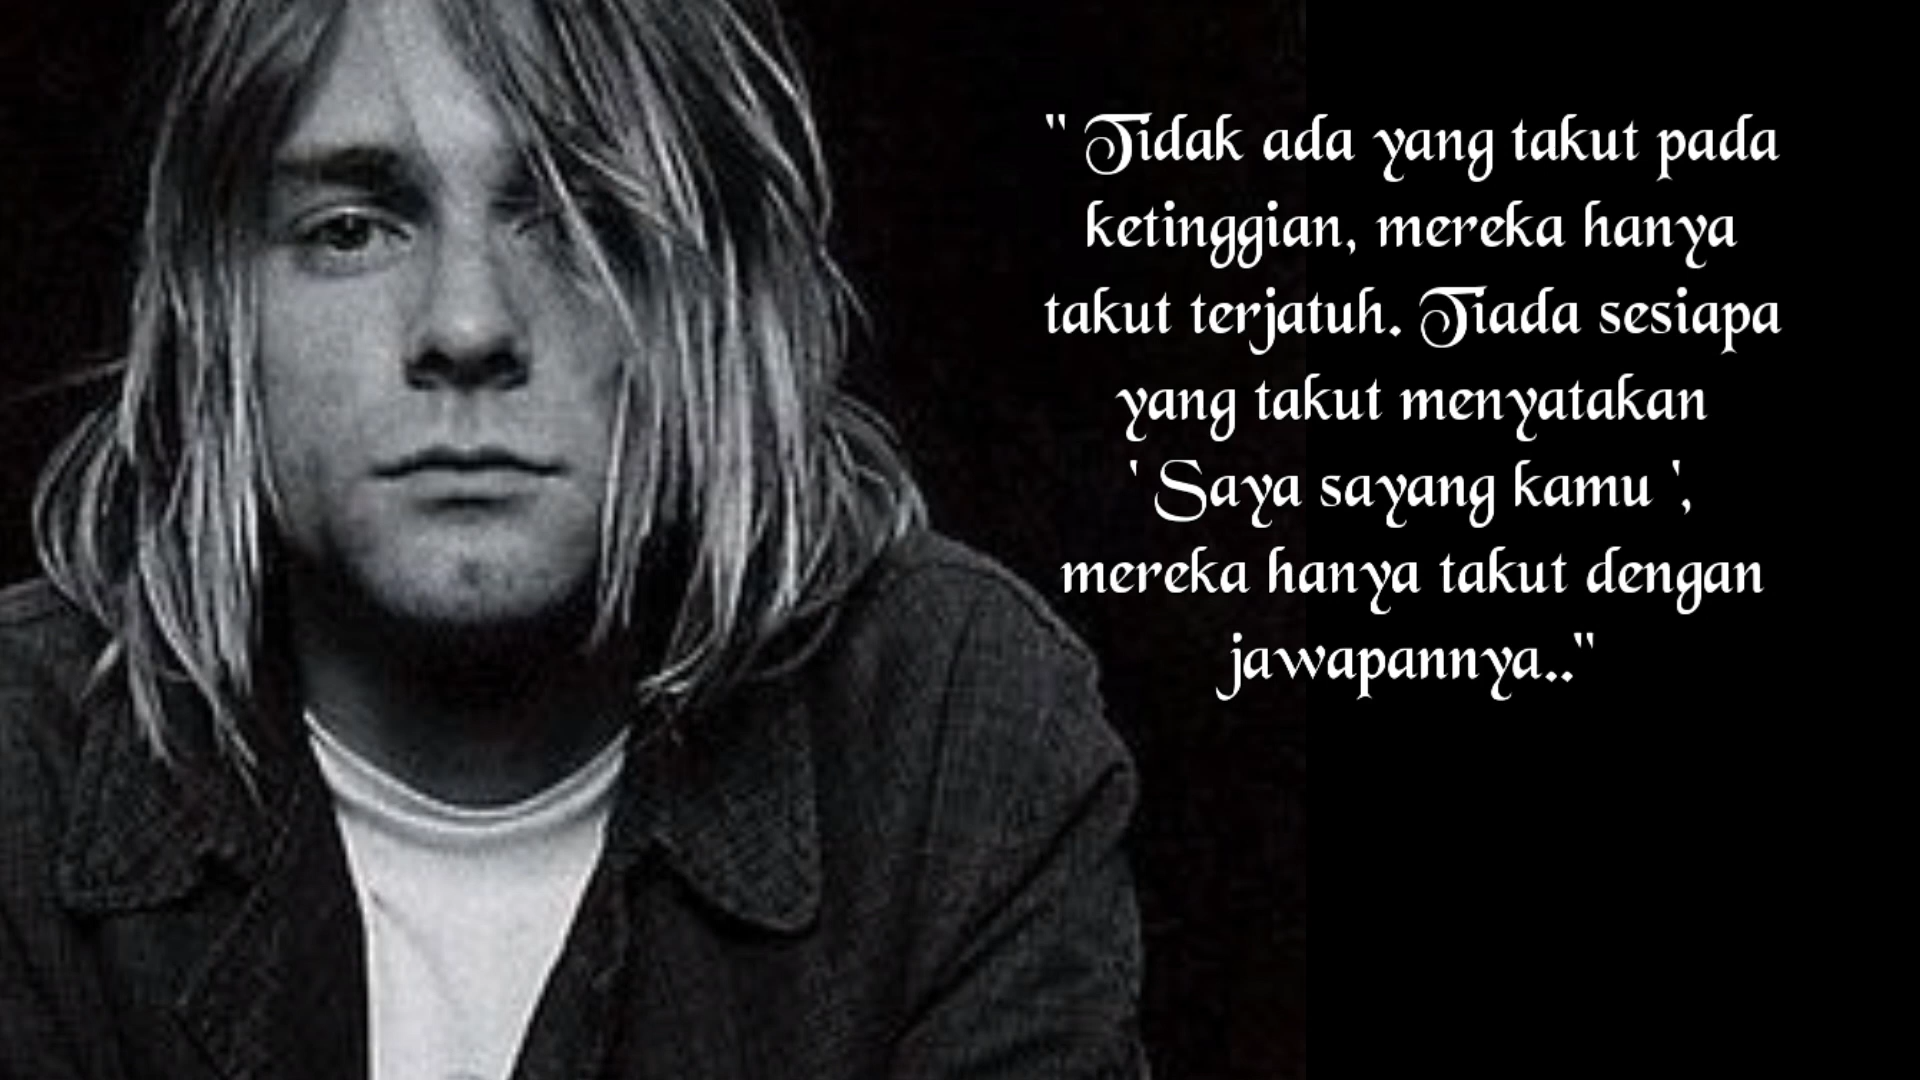 " Tidak ada yang takut pada
ketinggian, mereka hanya
takut terjatuh. Tiada sesiapa
yang takut menyatakan
' Saya sayang kamu ',
mereka hanya takut dengan
jawapannya.."